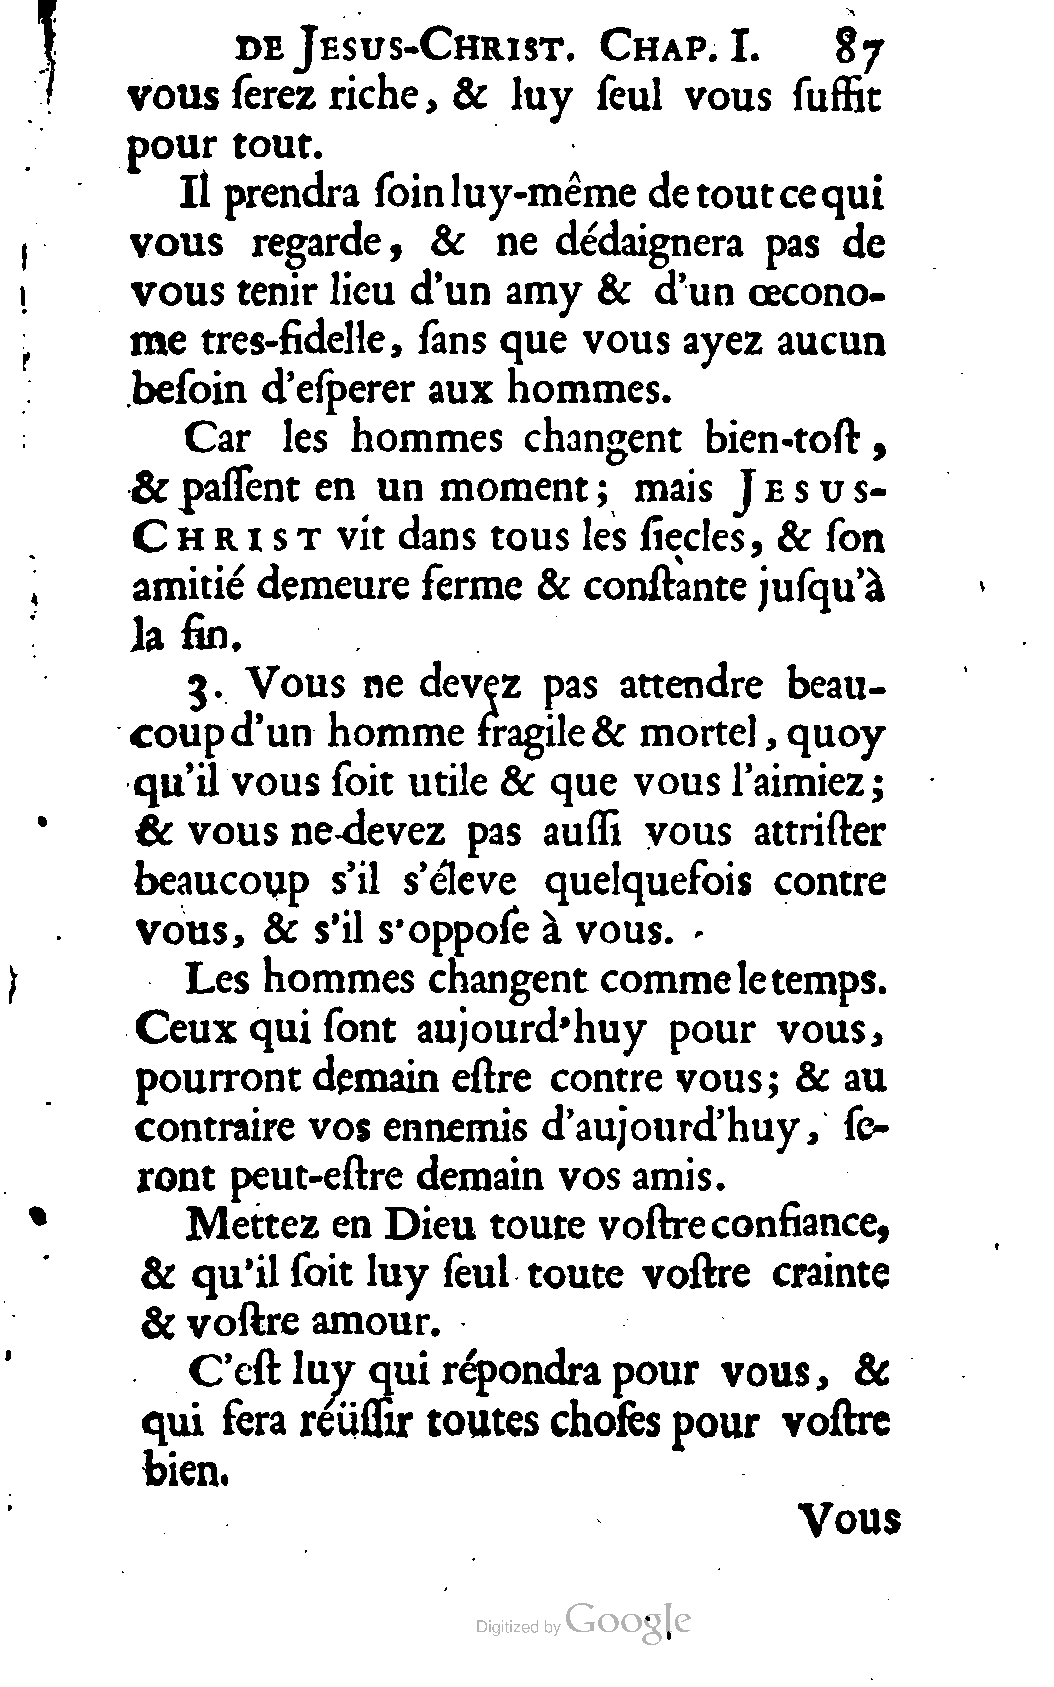 DE JESUS-CHRIST. CHAP. I. 87
vous ſerez riche, & luy ſeul vous ſuffit
pour tout.
Il prendra ſoin luy-même de tout ce qui
vous regarde, & ne dédaignera pas de
vous tenir lieu d'un amy & d'un œcono-
me tres-fidelle, ſans que vous ayez aucun
beſoin d'eſperer aux hommes.
Car les hommes changent bien-toſt,
& paſſent en un moment; mais JESUS-
CHRIST vit dans tous les ſiecles, & ſon
amitié demeure ferme & conſtante juſqu'à
la fin.
3. Vous ne devez pas attendre beau-
coup d'un homme fragile & mortel, quoy
qu'il vous ſoit utile & que vous l'aimiez;
& vous ne devez pas auſſi vous attriſter
beaucoup s'il s'éleve quelquefois contre
vous, & s'il s'oppoſe à vous.
Les hommes changent comme le temps.
Ceux qui ſont aujourd'huy pour vous,
pourront demain eſtre contre vous; & au
contraire vos ennemis d'aujourd'huy, ſe-
ront peut-eſtre demain vos amis.
Mettez en Dieu toute voſtre confiance,
& qu'il ſoit luy ſeul toute voſtre crainte
& voſtre amour.
C'eſt luy qui répondra pour vous, &
qui fera réüſſir toutes choſes pour voſtre
bien.
Vous
Digitized by Google